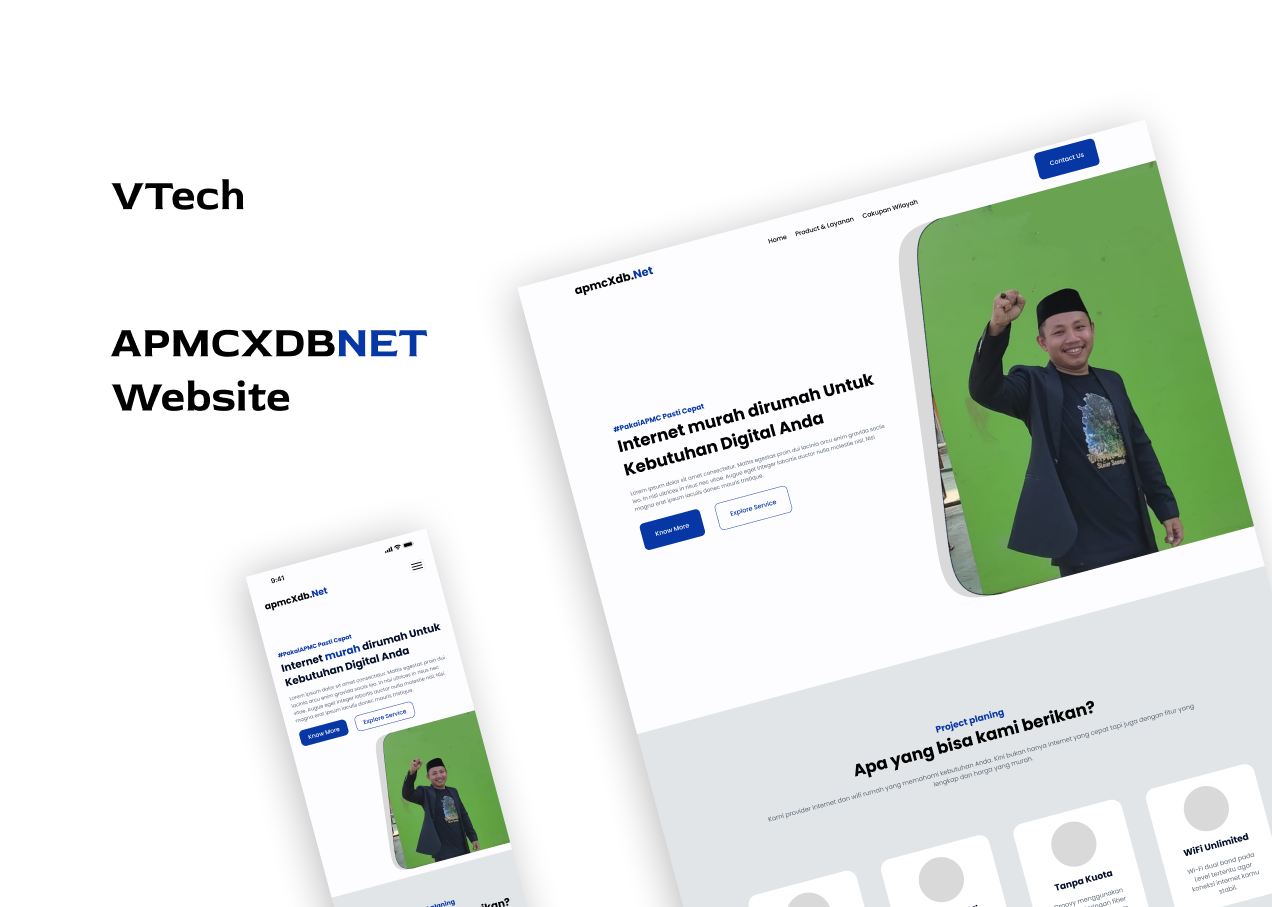 VTech
APMCXDBNET
Website
apmcXdb.Net
Home
Product & Layanan
Cakupan Wilayah
Contact Us
#PakaiAPMC Pasti Cepat
Internet murah dirumah Untuk
Kebutuhan Digital Anda
Lorem ipsum dolor sit amet consectetur. Mattis egestas proin dui lacinia arcu enim gravida sociis
leo. In nisl ultrices in risus nec vitae. Augue eget integer lobortis auctor nulla molestie nisl. Nisi
magna erat ipsum iaculis donec mauris tristique.
Know More
Explore Service
Project planing
Apa yang bisa kami berikan?
Kami provider internet dan wifi rumah yang memahami kebutuhan Anda. Kini bukan hanya internet yang cepat tapi juga dengan fitur yang
lengkap dan harga yang murah.
Tanpa Kuota
menggunakan
fiber
WiFi Unlimited
Wi-Fi dual band pada
Level tertentu agar
koneksi internet kamu
stabil.
9:41
apmcXdb.Net
#PakaiAPMC Pasti Cepat
Internet murah dirumah Untuk
Kebutuhan Digital Anda
Lorem ipsum dolor sit amet consectetur. Mattis egestas proin dui
lacinia arcu enim gravida sociis leo. In nisl ultrices in risus nec
vitae. Augue eget integer lobortis auctor nulla molestie nisl. Nisi
magna erat ipsum iaculis donec mauris tristique.
Know More
Explore Service
planing